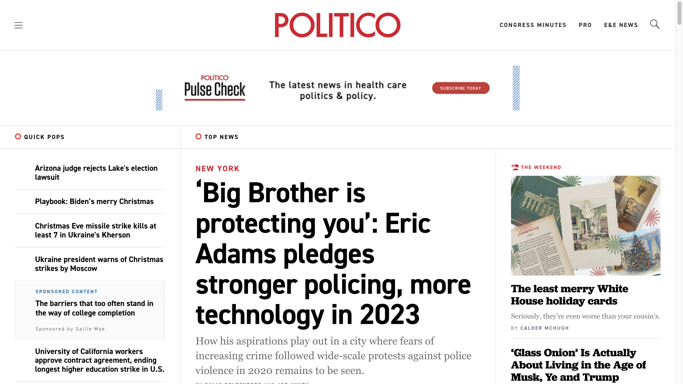 POLITICO
CONGRESS MINUTES
PRO
E&E NEWS
POLITICO
Pulse Check
The latest news in health care
politics & policy.
SUBSCRIBE TODAY
QUICK POPS
TOP NEWS
Arizona judge rejects Lake's election
lawsuit
Playbook: Biden's merry Christmas
Christmas Eve missile strike kills at
least 7 in Ukraine's Kherson
Ukraine president warns of Christmas
strikes by Moscow
SPONSORED CONTENT
The barriers that too often stand in
the way of college completion
Sponsored by Sallie Mae
University of California workers
approve contract agreement, ending
longest higher education strike in U.S.
NEW YORK
‘Big Brother is
protecting you’: Eric
Adams pledges
stronger policing, more
technology in 2023
How his aspirations play out in a city where fears of
increasing crime followed wide-scale protests against police
violence in 2020 remains to be seen.
THE WEEKEND
The least merry White
House holiday cards
Seriously, they’re even worse than your cousin’s.
BY CALDER MCHUGH
‘Glass Onion’ Is Actually
About Living in the Age of
Musk, Ye and Trump